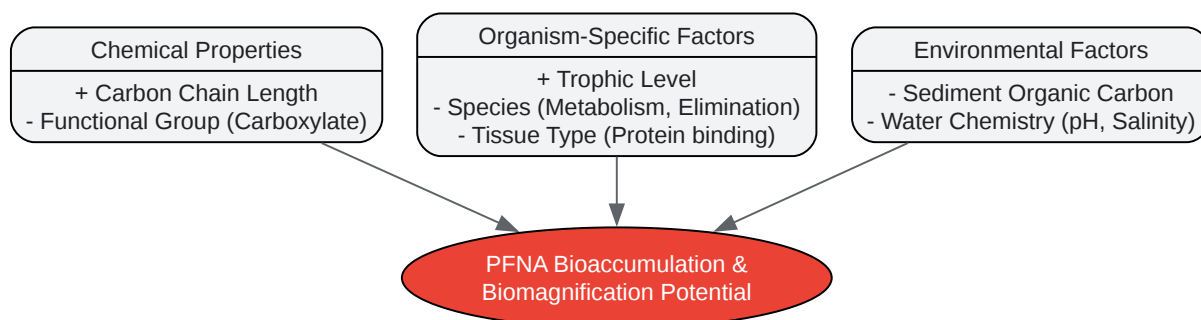 Chemical Properties
+ Carbon Chain Length
- Functional Group (Carboxylate)
Organism-Specific Factors
+ Trophic Level
- Species (Metabolism, Elimination)
- Tissue Type (Protein binding)
Environmental Factors
- Sediment Organic Carbon
- Water Chemistry (pH, Salinity)
PFNA Bioaccumulation &
Biomagnification Potential